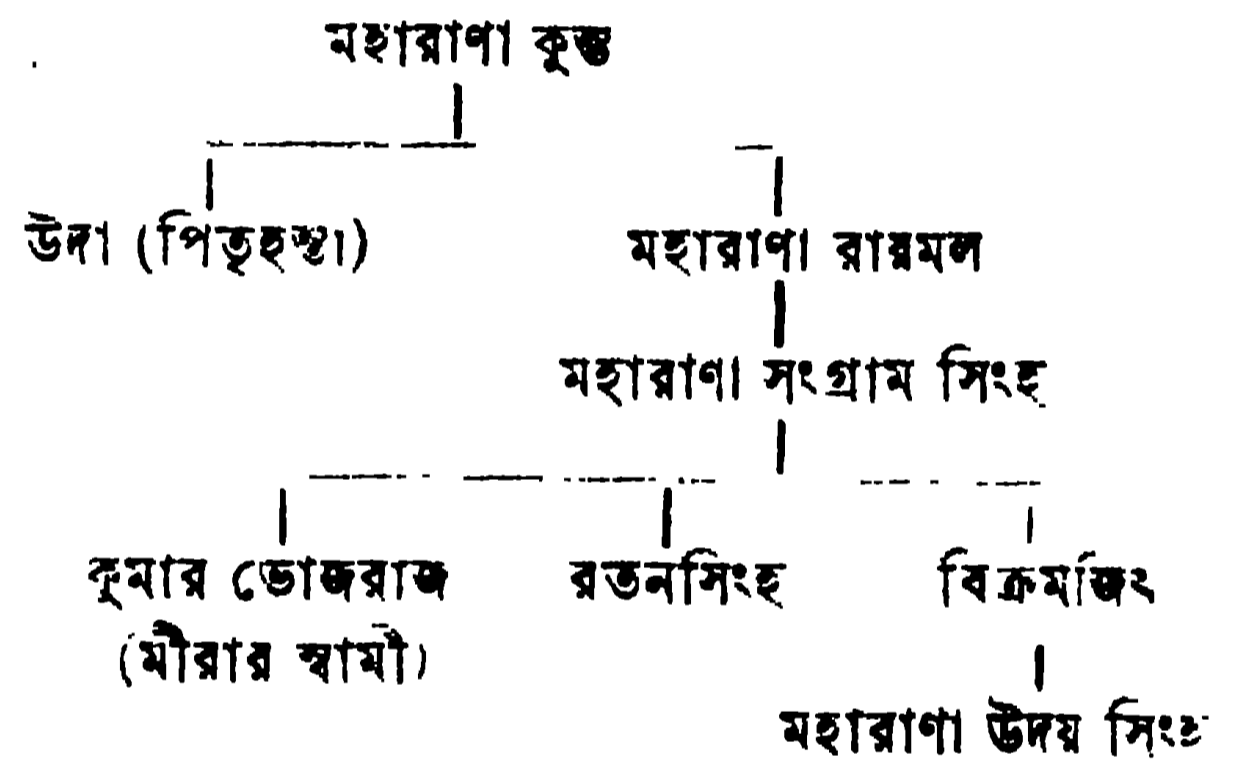 মহারাণা কুম্ভ
উদা (পিতৃহন্তা) মহারাণা রায়মল
মহারাণা সংগ্রাম সিংহ
কুমার ভোজরাজ রতনসিংহ বিক্রমজিৎ
(মীরার স্বামী)
মহারাণা উদয় সিংহ